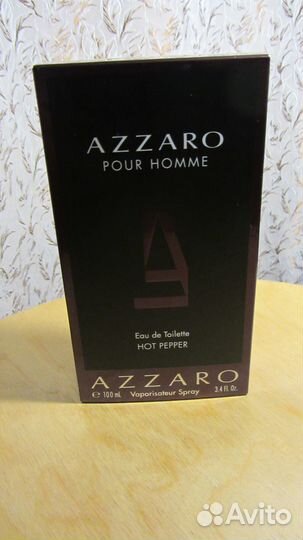 AZZARO
POUR HOMME
Eau de Toilette
HOT PEPPER
AZZARO
℮ 100 mL Vaporisateur Spray 3.4 fl. Oz.
Avito